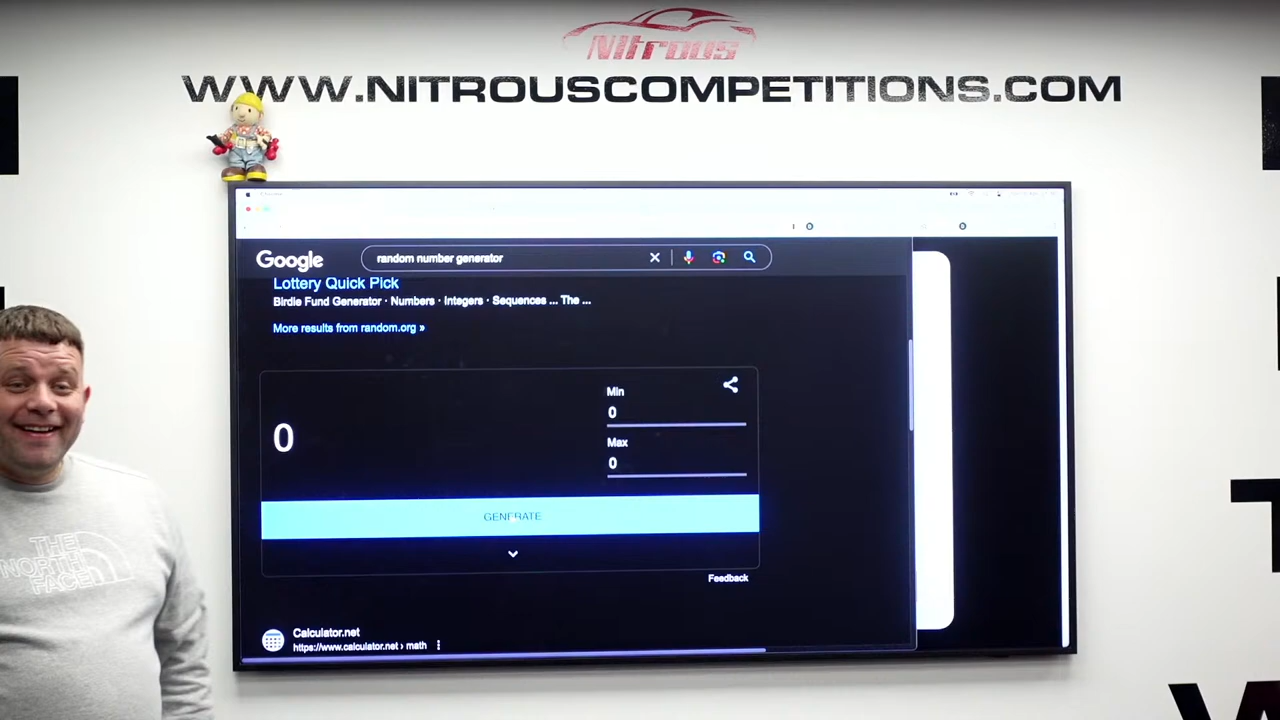 Nitrous
WWW.NITROUSCOMPETITIONS.COM
Google
random number generator
Lottery Quick Pick
Birdie Fund Generator · Numbers · Integers · Sequences ... The ...
More results from random.org »
Min
0
0
Max
0
GENERATE
Feedback
Calculator.net
https://www.calculator.net › math
THE
NORTH
FACE